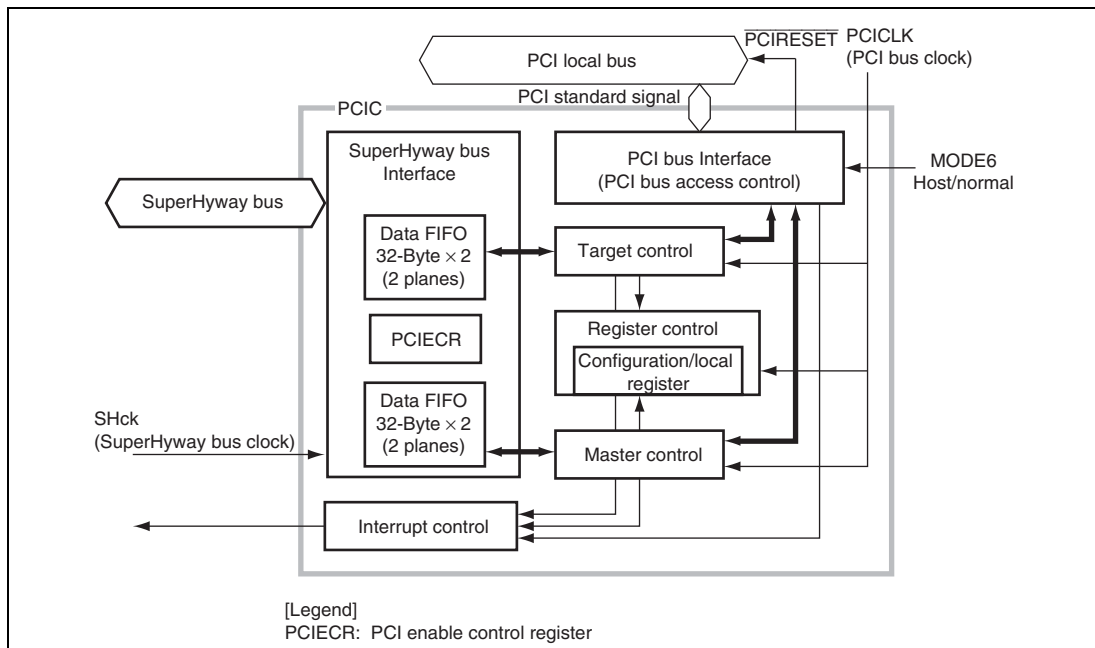 PCIRESET
PCICLK
(PCI bus clock)
PCI local bus
PCI standard signal
PCIC
SuperHyway bus
Interface
PCI bus Interface
(PCI bus access control)
MODE6
Host/normal
SuperHyway bus
Data FIFO
32-Byte × 2
(2 planes)
Target control
Register control
PCIECR
Configuration/local
register
Data FIFO
32-Byte × 2
(2 planes)
SHck
(SuperHyway bus clock)
Master control
Interrupt control
[Legend]
PCIECR: PCI enable control register